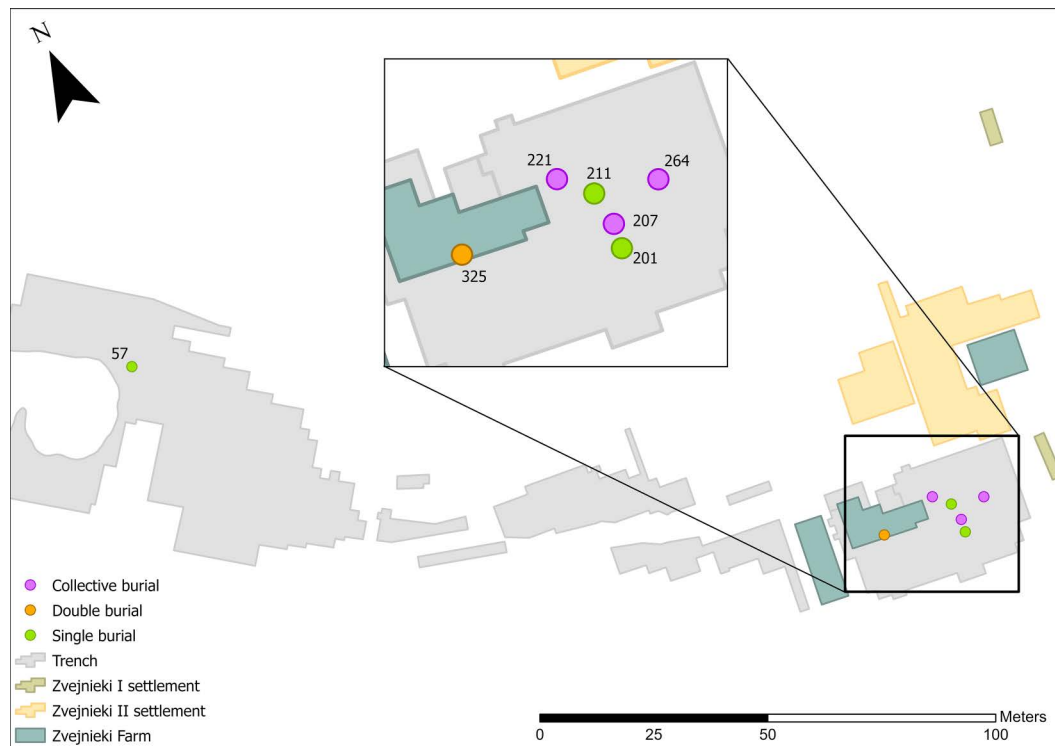 N
221
211
264
207
201
325
57
Collective burial
Double burial
Single burial
Trench
Zvejnieki I settlement
Zvejnieki II settlement
Zvejnieki Farm
Meters
0 25 50 100